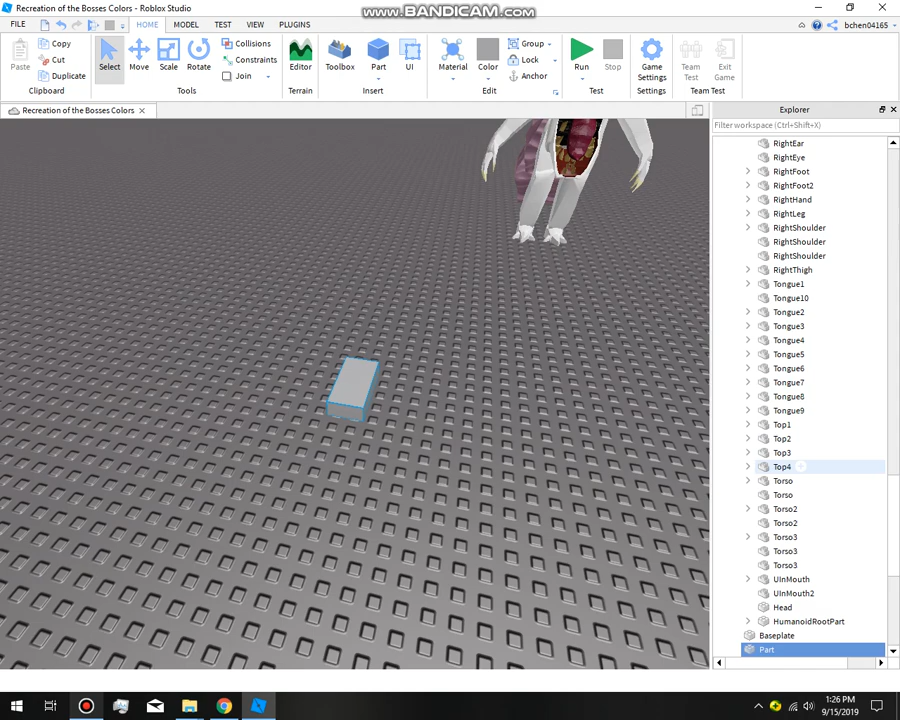 Recreation of the Bosses Colors - Roblox Studio
www.BANDICAM.com
FILE HOME MODEL TEST VIEW PLUGINS
bchen04165
Paste
Copy
Cut
Duplicate
Clipboard
Select
Move
Scale
Rotate
Collisions
Constraints
Join
Tools
Editor
Terrain
Toolbox
Part
UI
Insert
Material
Color
Group
Lock
Anchor
Edit
Run
Stop
Test
Game Settings
Settings
Team Test
Exit Game
Team Test
Recreation of the Bosses Colors
Explorer
Filter workspace (Ctrl+Shift+X)
RightEar
RightEye
RightFoot
RightFoot2
RightHand
RightLeg
RightShoulder
RightShoulder
RightShoulder
RightThigh
Tongue1
Tongue10
Tongue2
Tongue3
Tongue4
Tongue5
Tongue6
Tongue7
Tongue8
Tongue9
Top1
Top2
Top3
Top4
Torso
Torso
Torso2
Torso2
Torso3
Torso3
Torso3
UInMouth
UInMouth2
Head
HumanoidRootPart
Baseplate
Part
1:26 PM
9/15/2019